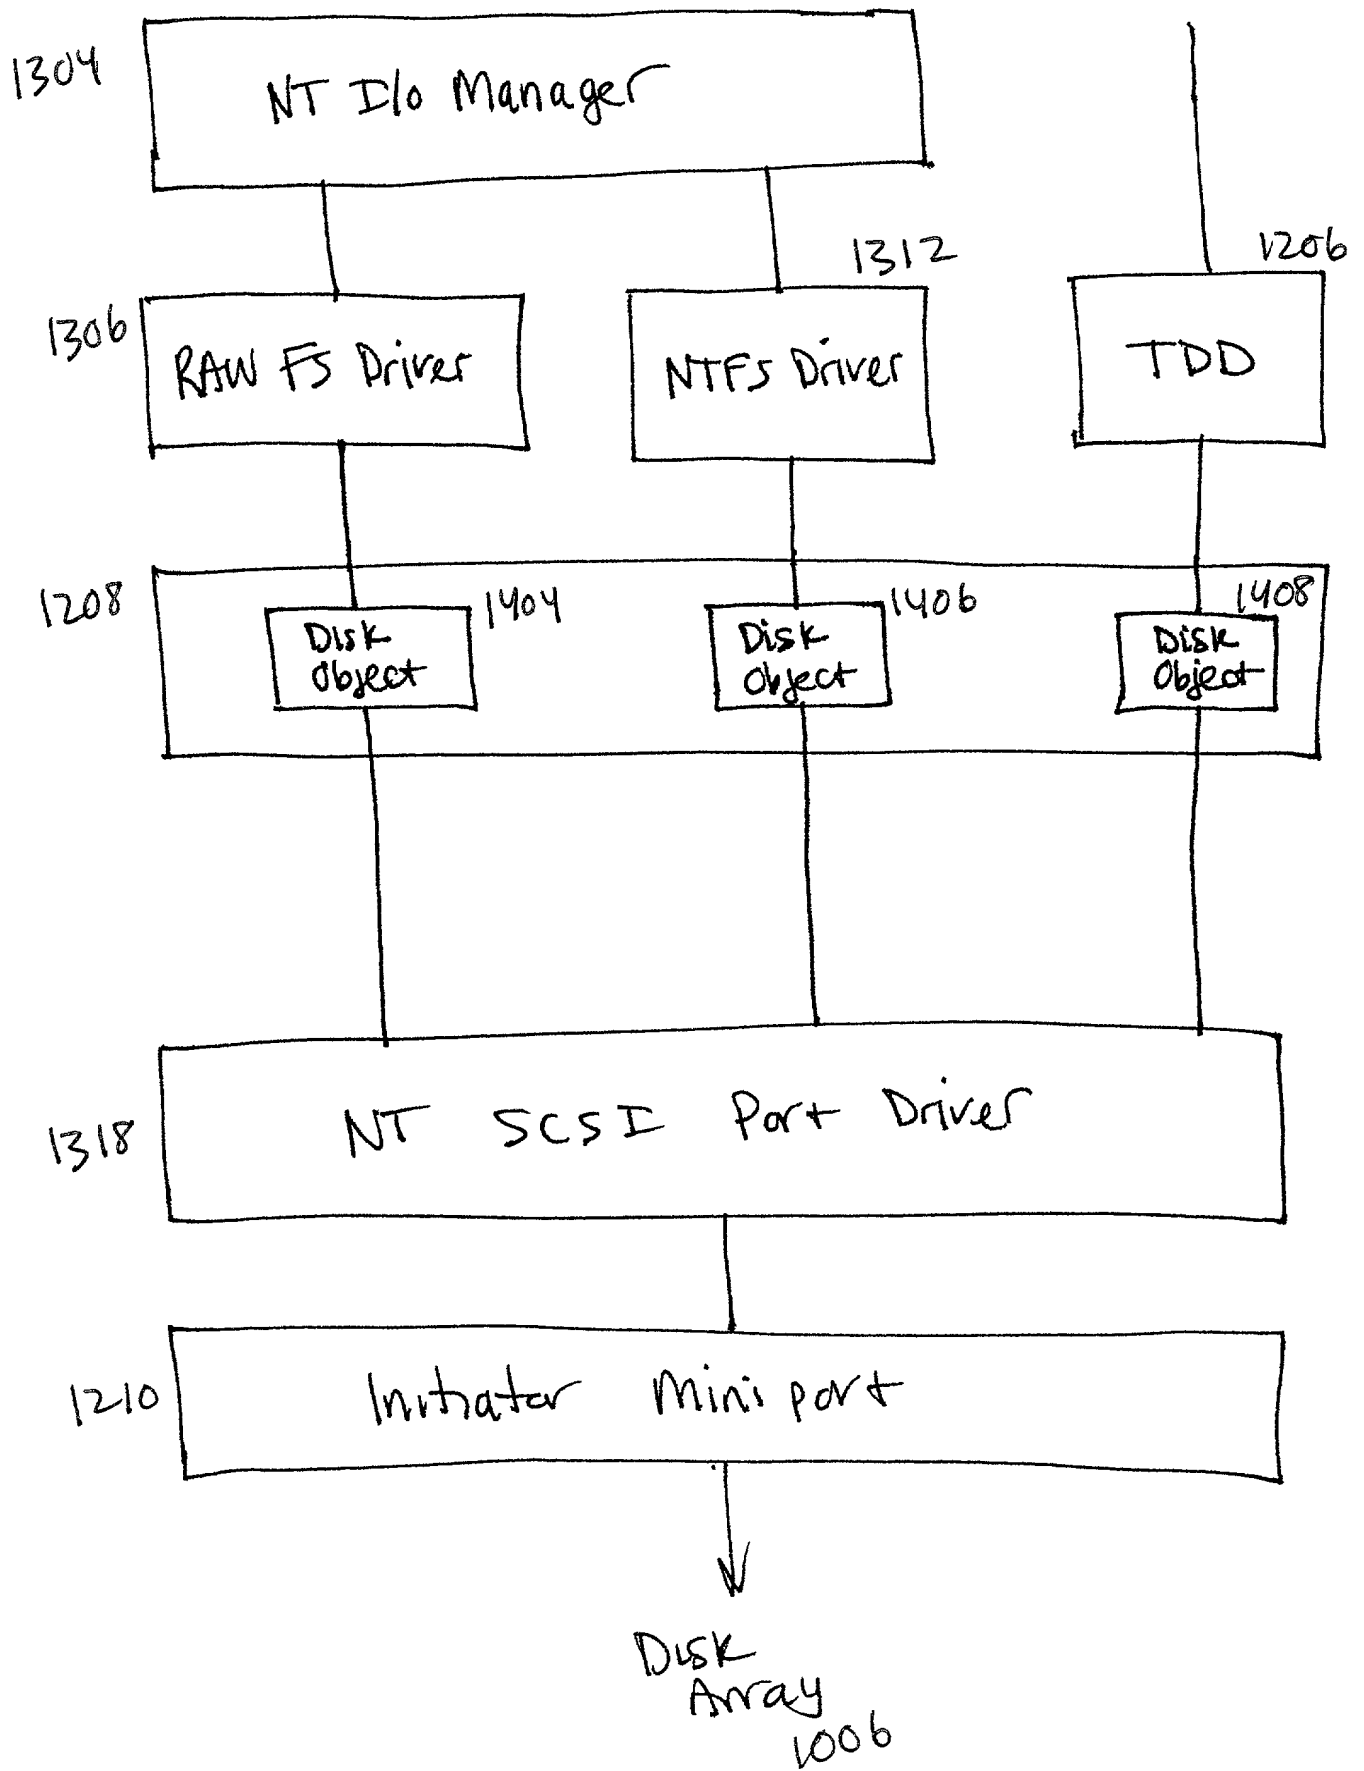 1304
NT I/o Manager
1312
1206
1306
RAW FS Driver
NTFS Driver
TDD
1208
1404
1406
1408
Disk
Object
Disk
Object
Disk
Object
1318
NT SCSI Port Driver
1210
Initiator Miniport
Disk
Array
1006